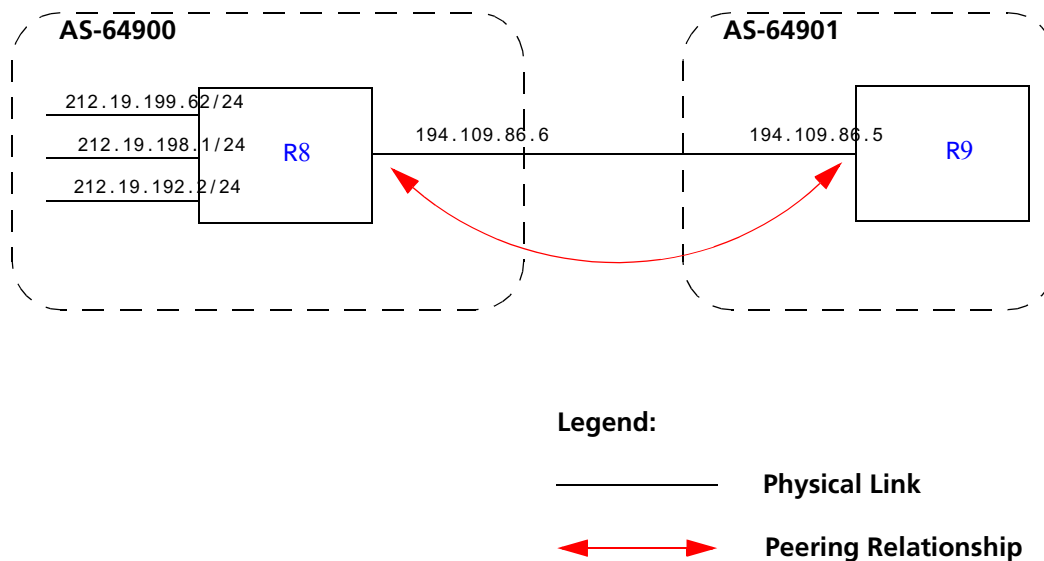 AS-64900
AS-64901
212.19.199.62/24
212.19.198.1/24
212.19.192.2/24
R8
194.109.86.6
194.109.86.5
R9
Legend:
Physical Link
Peering Relationship